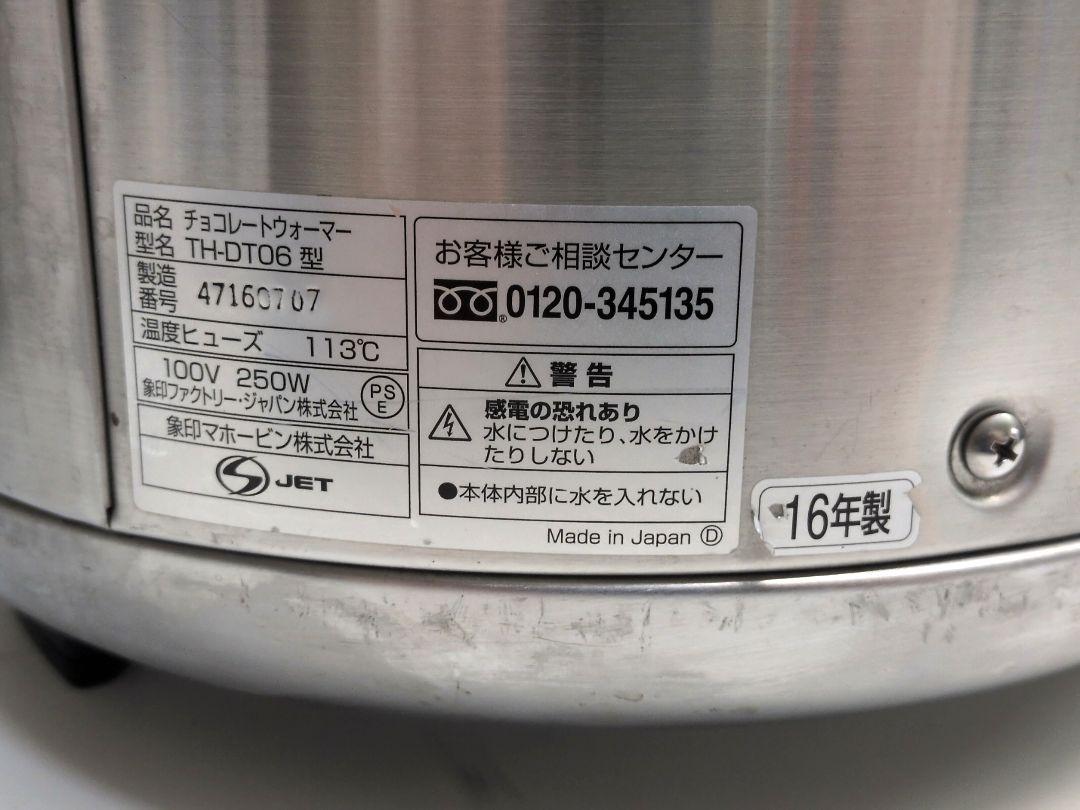 品名 チョコレートウォーマー
型名 TH-DT06 型
製造
番号 47160707
温度ヒューズ 113℃
100V 250W
象印ファクトリー・ジャパン株式会社
PS
E
象印マホービン株式会社
JET
お客様ご相談センター
0120-345135
警告
感電の恐れあり
水につけたり、水をかけ
たりしない
●本体内部に水を入れない
Made in Japan Ⓓ
16年製